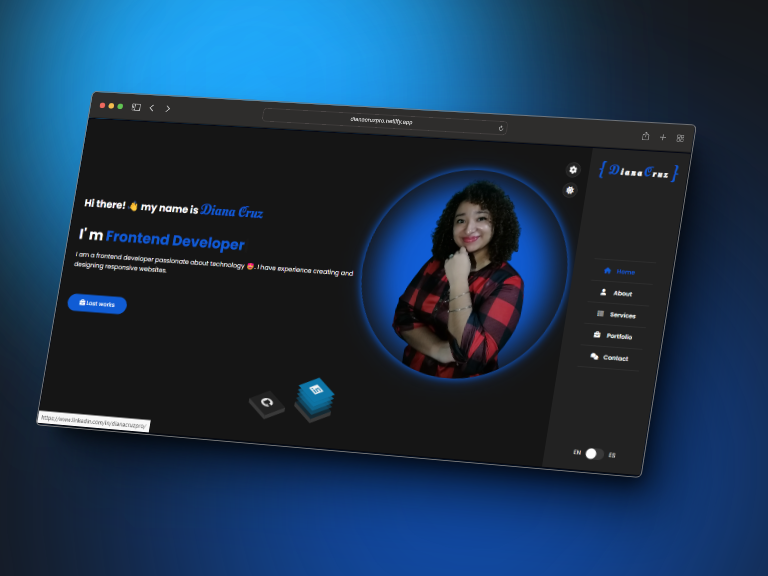 dianacruzpro.netlify.app
{ Diana Cruz }
Hi there! 👋 my name is Diana Cruz
I'm Frontend Developer
I am a frontend developer passionate about technology 🤩. I have experience creating and
designing responsive websites.
Last works
Home
About
Services
Portfolio
Contact
EN ES
https://www.linkedin.com/in/dianacruzpro/